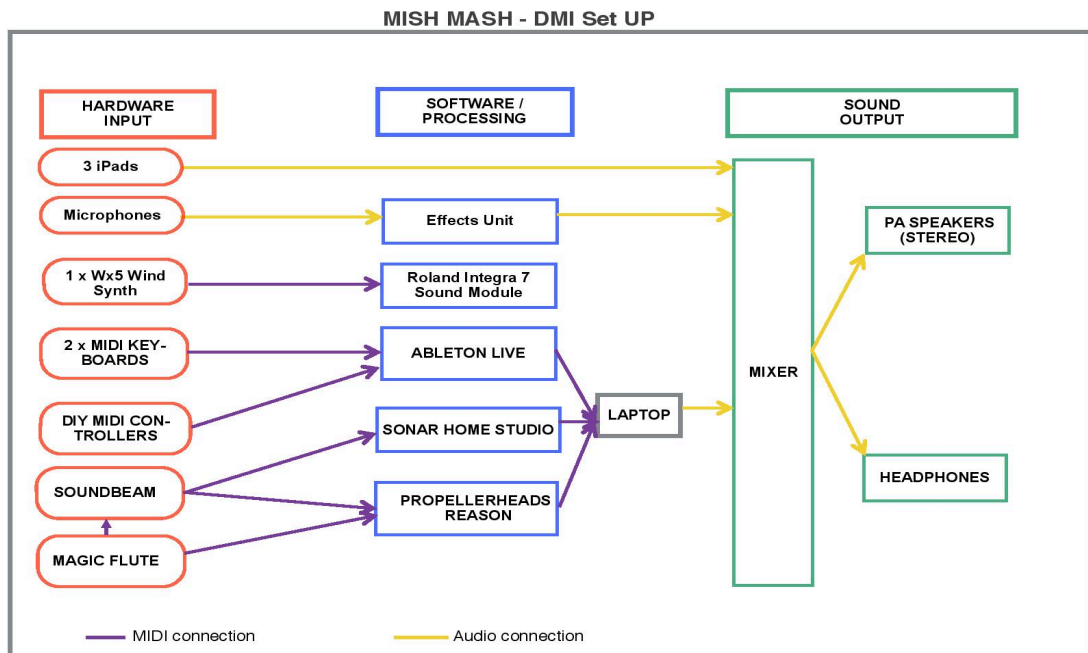 MISH MASH - DMI Set UP
HARDWARE
INPUT
SOFTWARE /
PROCESSING
SOUND
OUTPUT
3 iPads
Microphones
Effects Unit
PA SPEAKERS
(STEREO)
1 x Wx5 Wind
Synth
Roland Integra 7
Sound Module
2 x MIDI KEY-
BOARDS
ABLETON LIVE
MIXER
DIY MIDI CON-
TROLLERS
SONAR HOME STUDIO
LAPTOP
SOUNDBEAM
PROPELLERHEADS
REASON
HEADPHONES
MAGIC FLUTE
MIDI connection
Audio connection